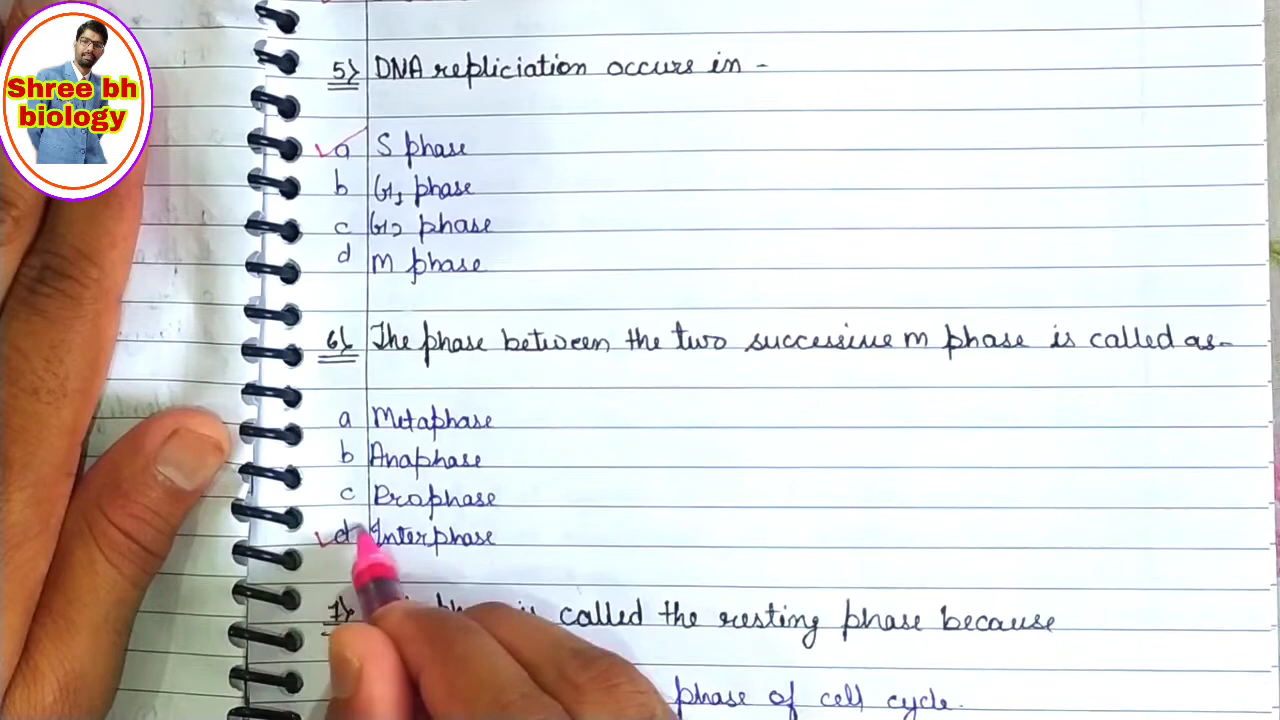 Shree bh
biology
5} DNA repliciation occurs in -
a S phase
b G1 phase
c G2 phase
d M phase
6} The phase between the two successive m phase is called as-
a Metaphase
b Anaphase
c Prophase
d Interphase
7} is called the resting phase because
phase of cell cycle.